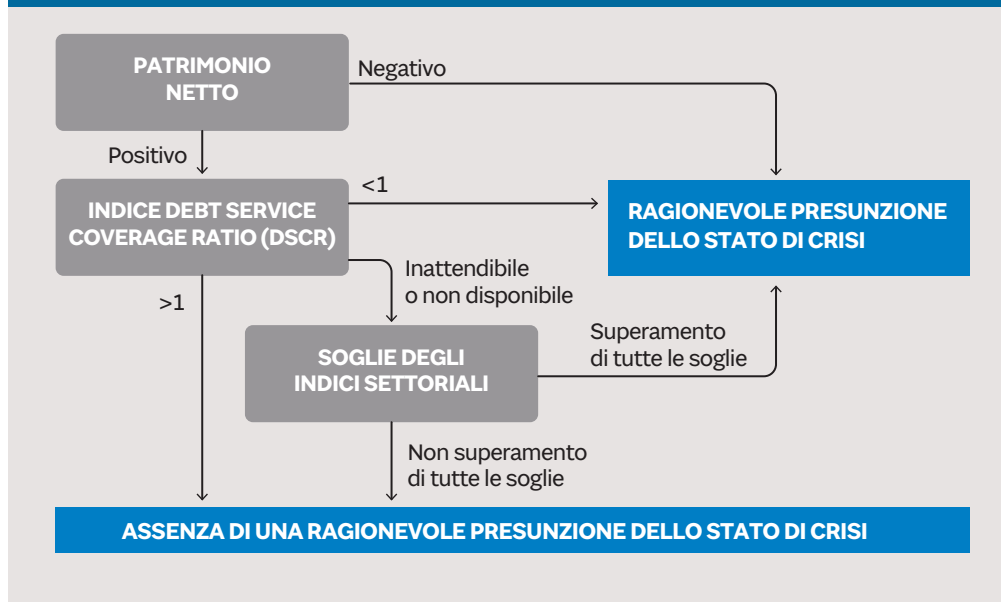 PATRIMONIO
NETTO
Negativo
Positivo
INDICE DEBT SERVICE
COVERAGE RATIO (DSCR)
<1
RAGIONEVOLE PRESUNZIONE
DELLO STATO DI CRISI
>1
Inattendibile
o non disponibile
SOGLIE DEGLI
INDICI SETTORIALI
Superamento
di tutte le soglie
Non superamento
di tutte le soglie
ASSENZA DI UNA RAGIONEVOLE PRESUNZIONE DELLO STATO DI CRISI